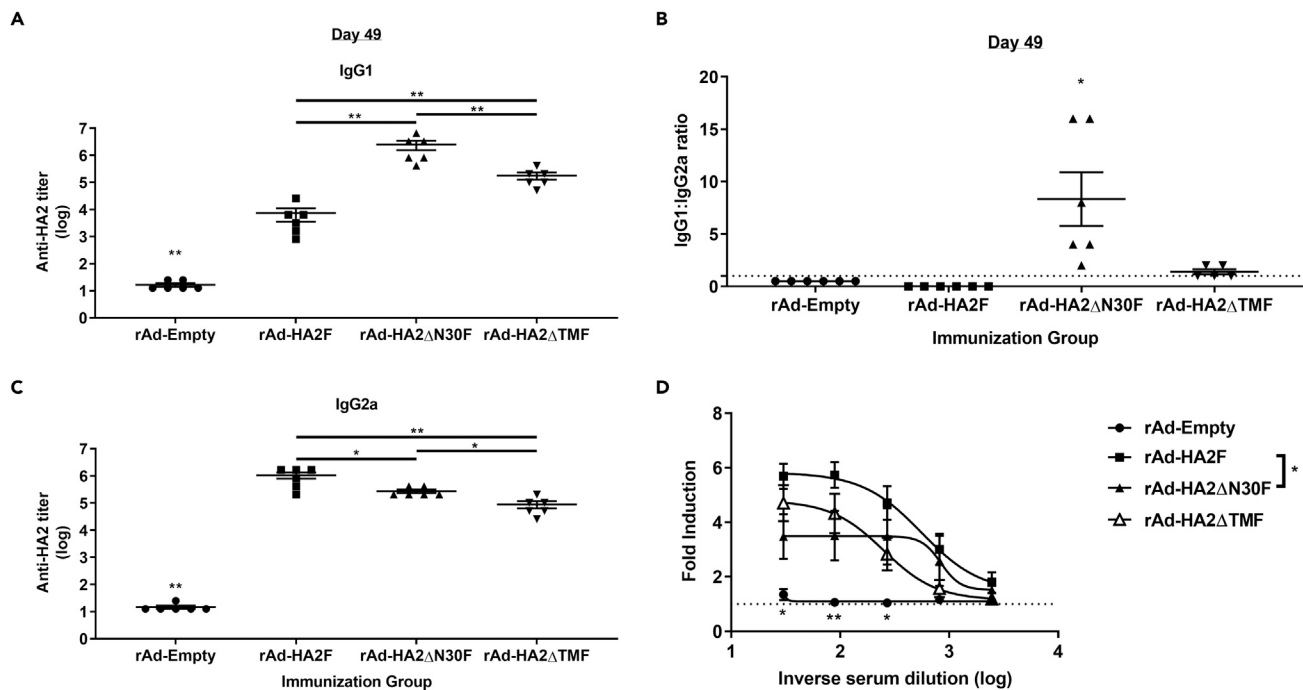 A
Day 49
IgG1
**
**
**
**
Anti-HA2 titer
(log)
7
6
5
4
3
2
1
0
rAd-Empty
rAd-HA2F
rAd-HA2ΔN30F
rAd-HA2ΔTMF
B
Day 49
*
IgG1:IgG2a ratio
20
15
10
5
0
rAd-Empty
rAd-HA2F
rAd-HA2ΔN30F
rAd-HA2ΔTMF
Immunization Group
C
IgG2a
**
*
*
**
Anti-HA2 titer
(log)
7
6
5
4
3
2
1
0
rAd-Empty
rAd-HA2F
rAd-HA2ΔN30F
rAd-HA2ΔTMF
Immunization Group
D
Fold Induction
8
6
4
2
0
*
**
*
1
2
3
4
Inverse serum dilution (log)
rAd-Empty
rAd-HA2F
rAd-HA2ΔN30F
rAd-HA2ΔTMF
*